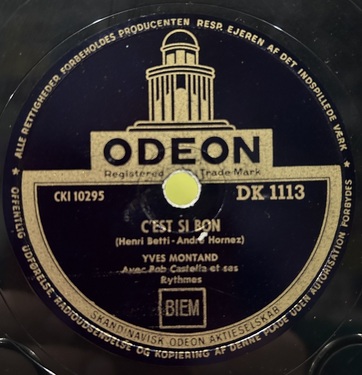 ALLE RETTIGHEDER FORBEHOLDES PRODUCENTEN RESP. EJEREN AF DET INDSPILLEDE VÆRK
ODEON
Registered Trade-Mark
CKI 10295
DK 1113
C'EST SI BON
(Henri Betti - André Hornez)
YVES MONTAND
Avec Bob Castella et ses
Rythmes
BIEM
SKANDINAVISK ODEON AKTIESELSKAB
OFFENTLIG UDFØRELSE, RADIOUDSENDELSE OG KOPIERING AF DENNE PLADE UDEN AUTORISATION FORBYDES